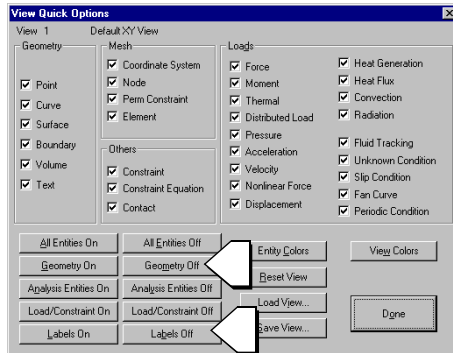 View Quick Options
View 1 Default XY View
Geometry
Point
Curve
Surface
Boundary
Volume
Text
Mesh
Coordinate System
Node
Perm Constraint
Element
Others
Constraint
Constraint Equation
Contact
Loads
Force
Moment
Thermal
Distributed Load
Pressure
Acceleration
Velocity
Nonlinear Force
Displacement
Heat Generation
Heat Flux
Convection
Radiation
Fluid Tracking
Unknown Condition
Slip Condition
Fan Curve
Periodic Condition
All Entities On All Entities Off
Geometry On Geometry Off
Analysis Entities On Analysis Entities Off
Load/Constraint On Load/Constraint Off
Labels On Labels Off
Entity Colors
Reset View
Load View...
Save View...
View Colors
Done